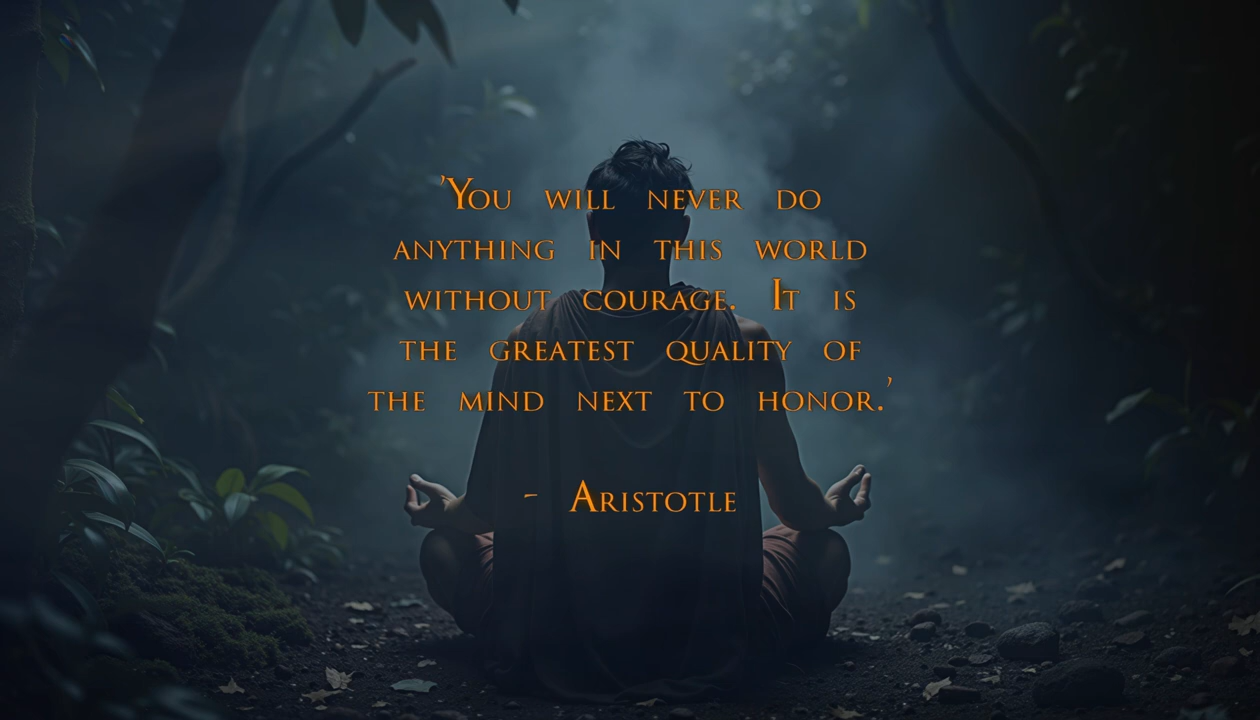 'You will never do
anything in this world
without courage. It is
the greatest quality of
the mind next to honor.'
- Aristotle